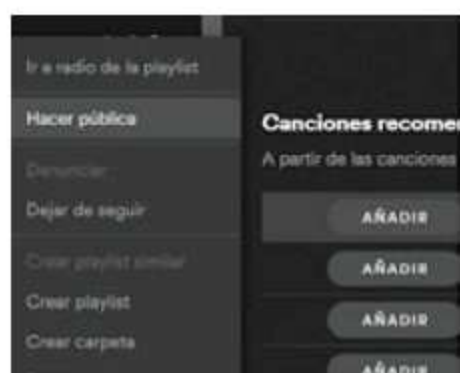 Ir a radio de la playlist
Hacer pública
Denunciar
Dejar de seguir
Crear playlist similar
Crear playlist
Crear carpeta
Canciones recomen
A partir de las canciones
AÑADIR
AÑADIR
AÑADIR
AÑADIR